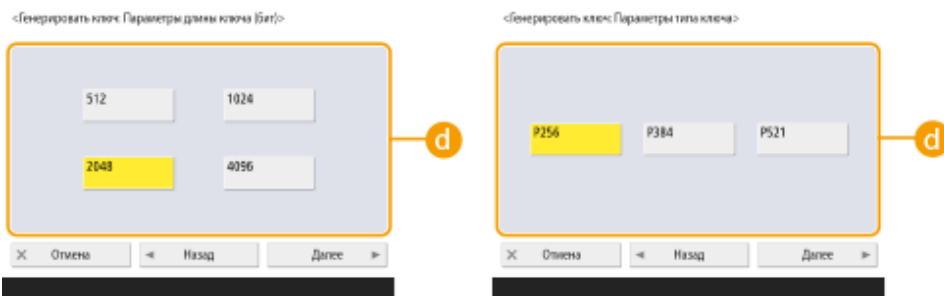 <Генерировать ключ: Параметры длины ключа (бит)>
512 1024
2048 4096
Отмена Назад Далее
d
<Генерировать ключ: Параметры типа ключа>
P256 P384 P521
Отмена Назад Далее
d